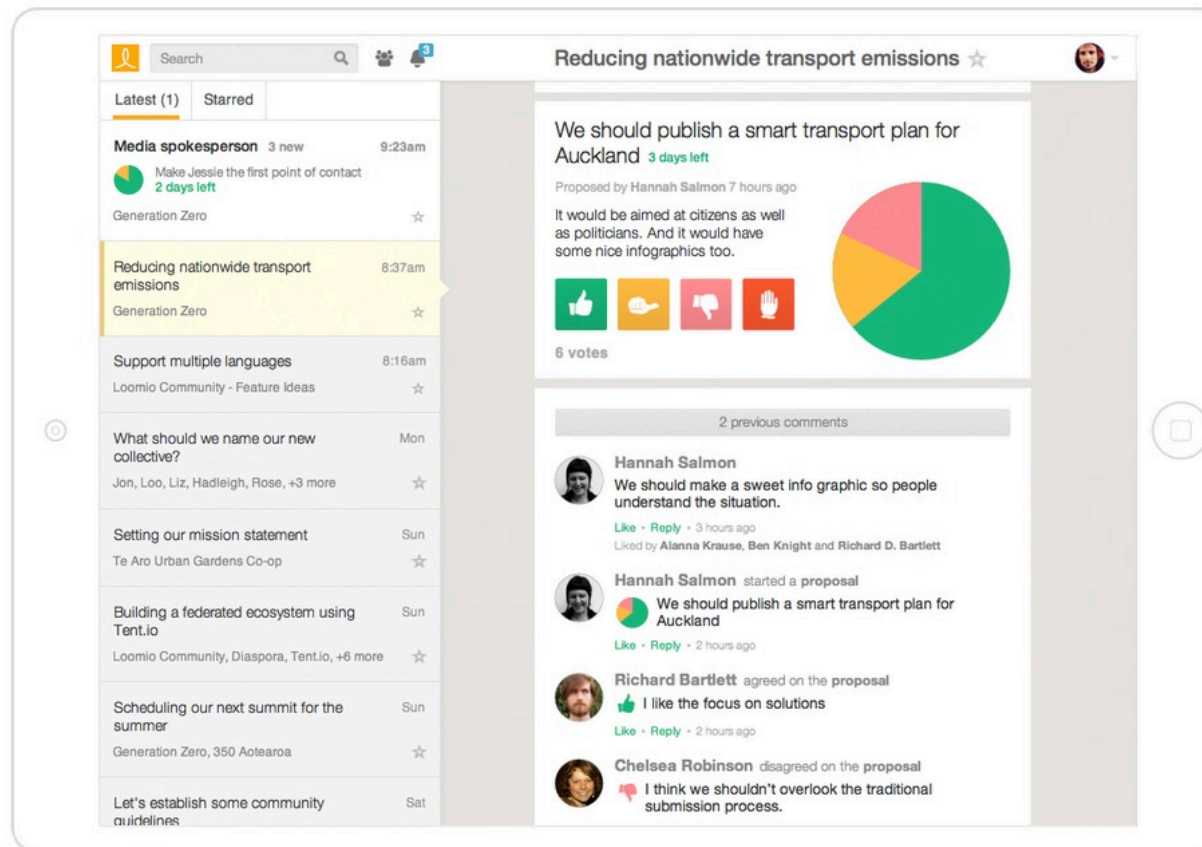 Search
3
Reducing nationwide transport emissions
Latest (1)
Starred
Media spokesperson 3 new 9:23am
Make Jessie the first point of contact
2 days left
Generation Zero
Reducing nationwide transport 8:37am
emissions
Generation Zero
Support multiple languages 8:16am
Loomio Community - Feature Ideas
What should we name our new Mon
collective?
Jon, Loo, Liz, Hadleigh, Rose, +3 more
Setting our mission statement Sun
Te Aro Urban Gardens Co-op
Building a federated ecosystem using Sun
Tent.io
Loomio Community, Diaspora, Tent.io, +6 more
Scheduling our next summit for the Sun
summer
Generation Zero, 350 Aotearoa
Let's establish some community Sat
guidelines
We should publish a smart transport plan for
Auckland 3 days left
Proposed by Hannah Salmon 7 hours ago
It would be aimed at citizens as well
as politicians. And it would have
some nice infographics too.
6 votes
2 previous comments
Hannah Salmon
We should make a sweet info graphic so people
understand the situation.
Like • Reply • 3 hours ago
Liked by Alanna Krause, Ben Knight and Richard D. Bartlett
Hannah Salmon started a proposal
We should publish a smart transport plan for
Auckland
Like • Reply • 2 hours ago
Richard Bartlett agreed on the proposal
I like the focus on solutions
Like • Reply • 2 hours ago
Chelsea Robinson disagreed on the proposal
I think we shouldn't overlook the traditional
submission process.